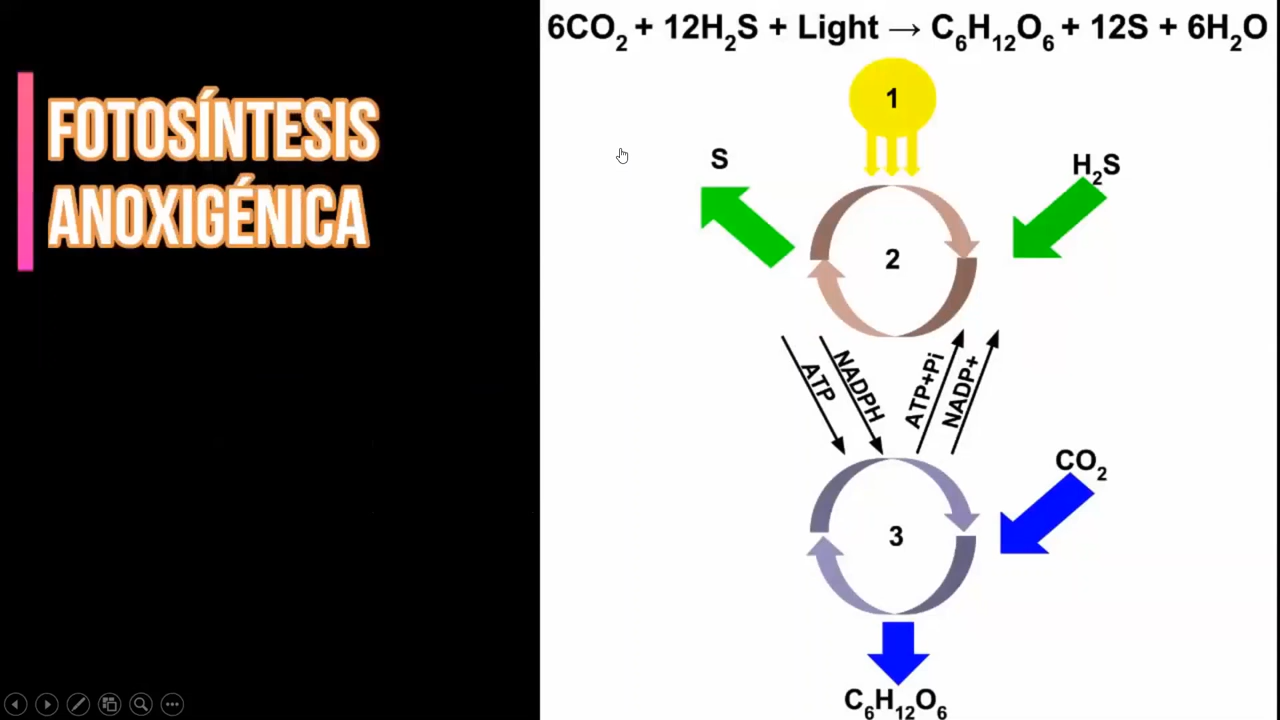 6CO₂ + 12H₂S + Light → C₆H₁₂O₆ + 12S + 6H₂O
FOTOSÍNTESIS
ANOXIGÉNICA
1
S
H₂S
2
ATP
NADPH
ATP+Pi
NADP+
CO₂
3
C₆H₁₂O₆